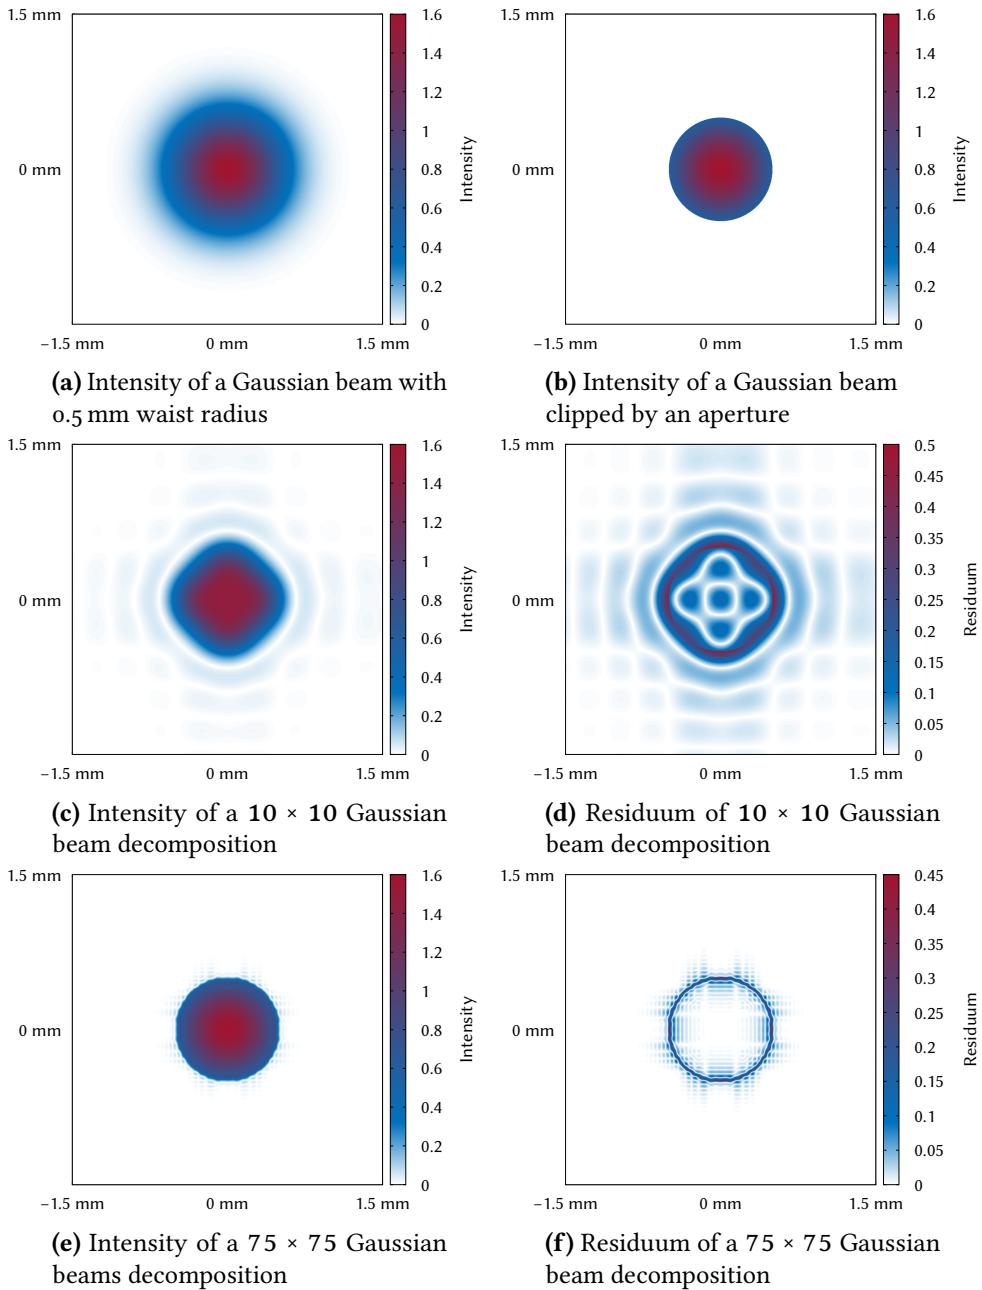 1.5 mm
0 mm
−1.5 mm 0 mm 1.5 mm
1.6
1.4
1.2
1
0.8
0.6
0.4
0.2
0
Intensity
(a) Intensity of a Gaussian beam with
0.5 mm waist radius
1.5 mm
0 mm
−1.5 mm 0 mm 1.5 mm
1.6
1.4
1.2
1
0.8
0.6
0.4
0.2
0
Intensity
(b) Intensity of a Gaussian beam
clipped by an aperture
1.5 mm
0 mm
−1.5 mm 0 mm 1.5 mm
1.6
1.4
1.2
1
0.8
0.6
0.4
0.2
0
Intensity
(c) Intensity of a 10 × 10 Gaussian
beam decomposition
1.5 mm
0 mm
−1.5 mm 0 mm 1.5 mm
0.5
0.45
0.4
0.35
0.3
0.25
0.2
0.15
0.1
0.05
0
Residuum
(d) Residuum of 10 × 10 Gaussian
beam decomposition
1.5 mm
0 mm
−1.5 mm 0 mm 1.5 mm
1.6
1.4
1.2
1
0.8
0.6
0.4
0.2
0
Intensity
(e) Intensity of a 75 × 75 Gaussian
beams decomposition
1.5 mm
0 mm
−1.5 mm 0 mm 1.5 mm
0.45
0.4
0.35
0.3
0.25
0.2
0.15
0.1
0.05
0
Residuum
(f) Residuum of a 75 × 75 Gaussian
beam decomposition